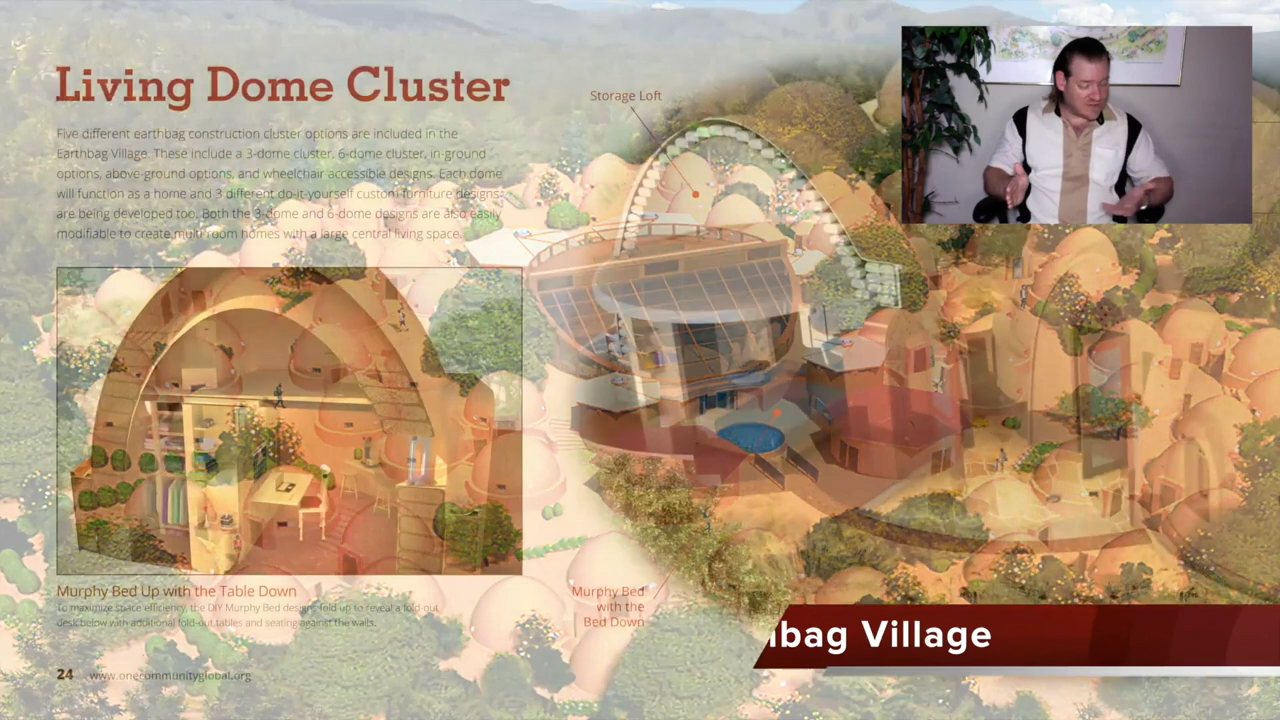 Living Dome Cluster
Storage Loft
Five different earthbag construction cluster options are included in the
Earthbag Village. These include a 3-dome cluster, 6-dome cluster, in-ground
options, above-ground options, and wheelchair accessible designs. Each dome
will function as a home and 3 different do-it-yourself custom furniture designs
are being developed too. Both the 3-dome and 6-dome designs are also easily
modifiable to create multi-room homes with a large central living space.
Murphy Bed Up with the Table Down
To maximize space efficiency, the DIY Murphy Bed designs fold up to reveal a fold-out
desk below with additional fold-out tables and seating against the walls.
Murphy Bed
with the
Bed Down
bag Village
24 www.onecommunityglobal.org